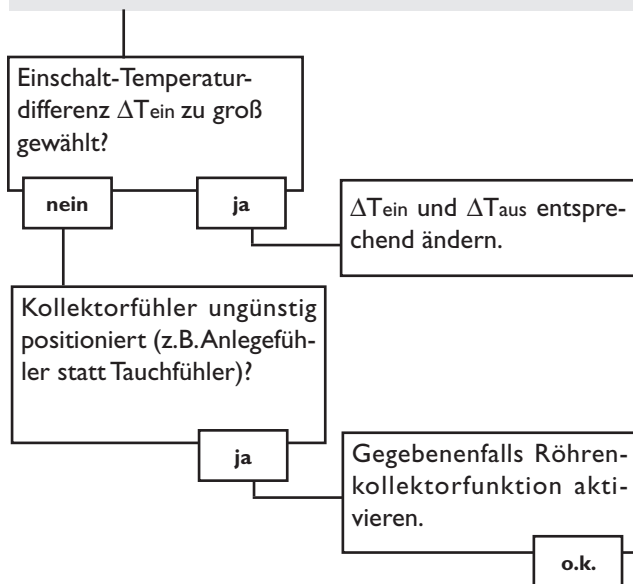 Einschalt-Temperatur-
differenz ΔTein zu groß
gewählt?
nein
ja
ΔTein und ΔTaus entspre-
chend ändern.
Kollektorfühler ungünstig
positioniert (z.B. Anlegefüh-
ler statt Tauchfühler)?
ja
Gegebenenfalls Röhren-
kollektorfunktion akti-
vieren.
o.k.